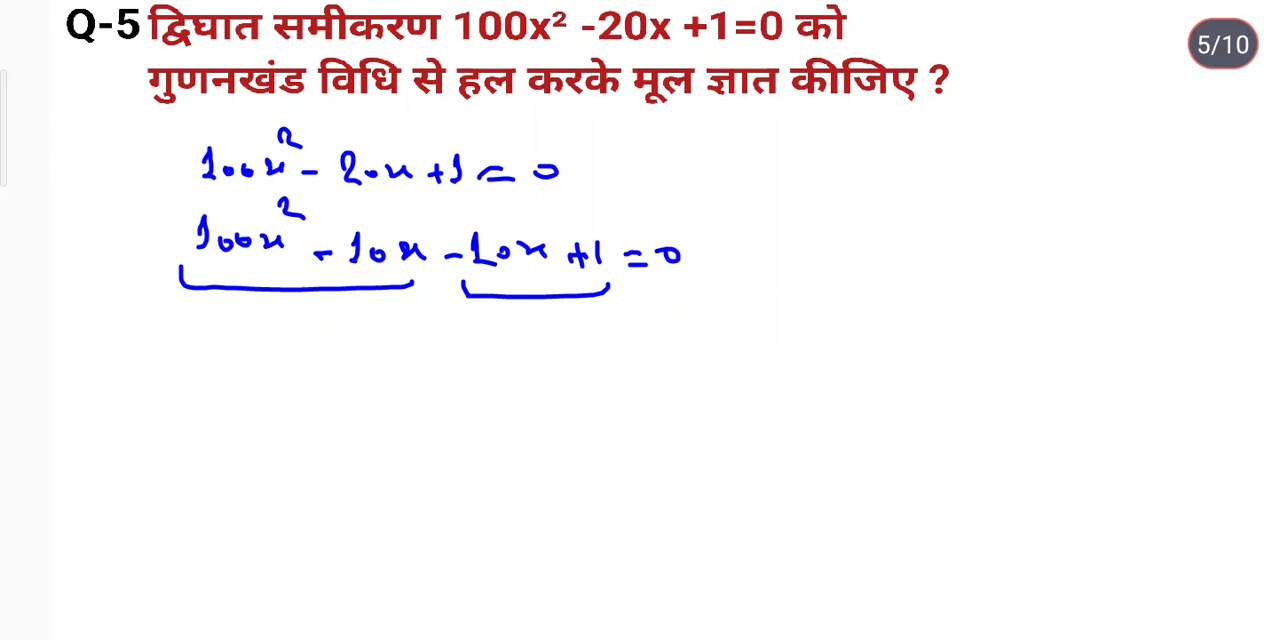 Q-5 द्विघात समीकरण 100x² -20x +1=0 को
5/10
गुणनखंड विधि से हल करके मूल ज्ञात कीजिए ?
100x² - 20x + 1 = 0
100x² - 10x - 10x + 1 = 0